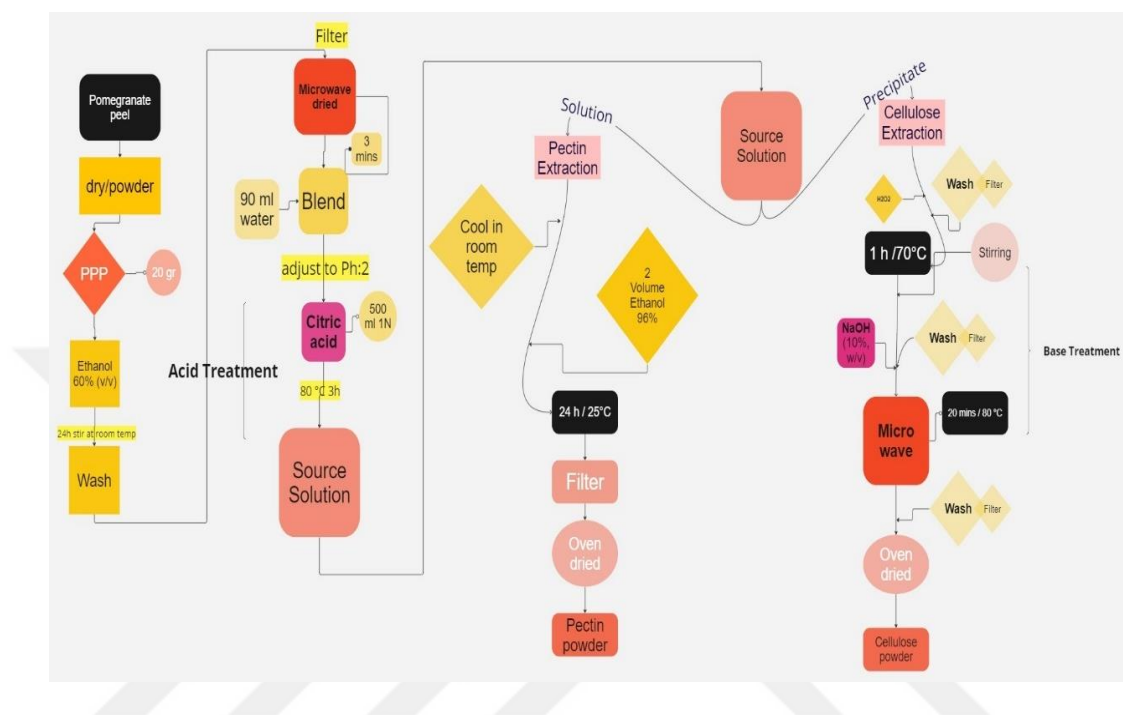 Pomegranate
peel
dry/powder
PPP
20 gr
Ethanol
60% (v/v)
24h stir at room temp
Wash
Filter
Microwave
dried
3
mins
90 ml
water
Blend
adjust to Ph:2
Citric
acid
500
ml 1N
Acid Treatment
80 °C 3h
Source
Solution
Source
Solution
Solution
Pectin
Extraction
Cool in
room
temp
2
Volume
Ethanol
96%
24 h / 25°C
Filter
Oven
dried
Pectin
powder
Precipitate
Cellulose
Extraction
H2O2
Wash
Filter
1 h /70°C
Stirring
NaOH
(10%,
w/v)
Wash
Filter
Base Treatment
Micro
wave
20 mins / 80 °C
Wash
Filter
Oven
dried
Cellulose
powder